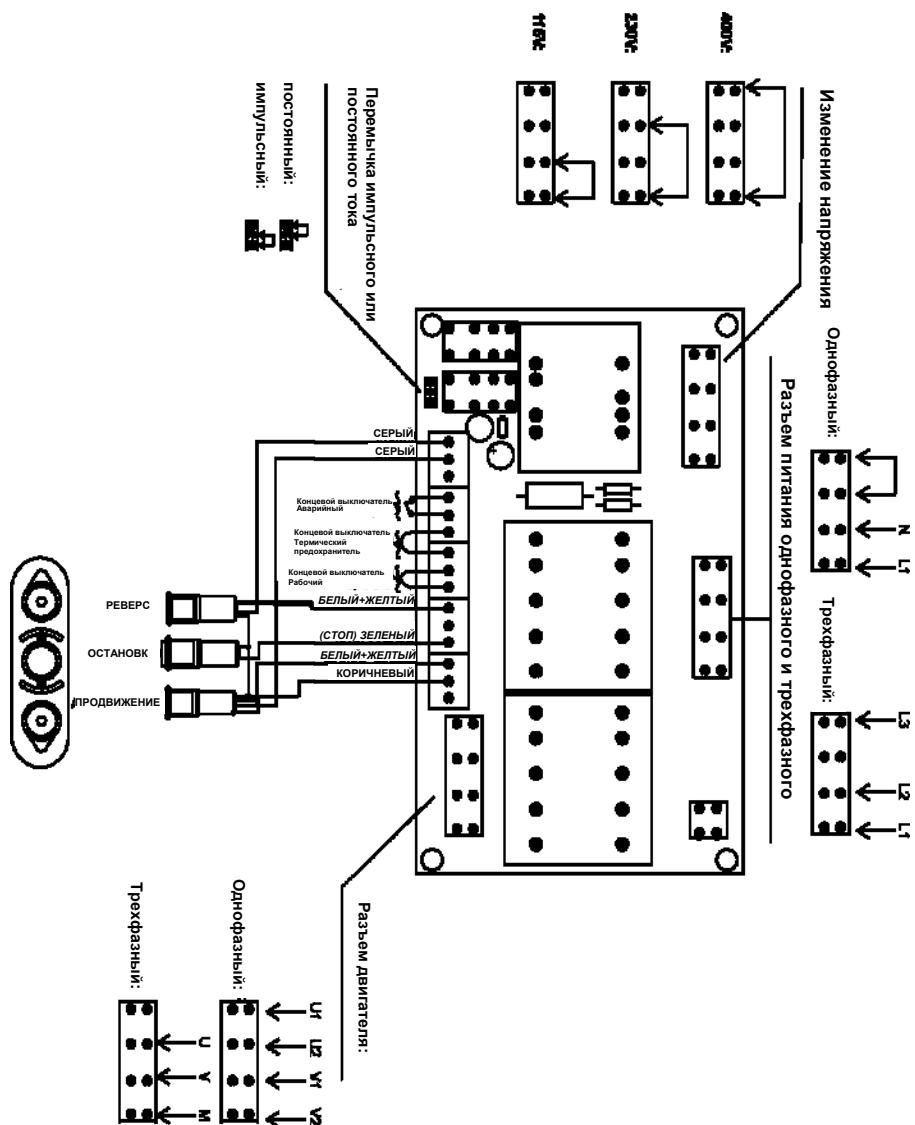 400V:
230V:
115V:
Изменение напряжения
Перемычка импульсного или
постоянного тока
постоянный:
импульсный:
Однофазный:
N
L1
Трехфазный:
L3
L2
L1
Разъем питания однофазного и трехфазного
СЕРЫЙ
СЕРЫЙ
Концевой выключатель
Аварийный
Концевой выключатель
Термический
предохранитель
Концевой выключатель
Рабочий
БЕЛЫЙ+ЖЕЛТЫЙ
(СТОП) ЗЕЛЕНЫЙ
БЕЛЫЙ+ЖЕЛТЫЙ
КОРИЧНЕВЫЙ
РЕВЕРС
ОСТАНОВК
ПРОДВИЖЕНИЕ
Разъем двигателя:
Однофазный:
U1
U2
V1
V2
Трехфазный:
U
V